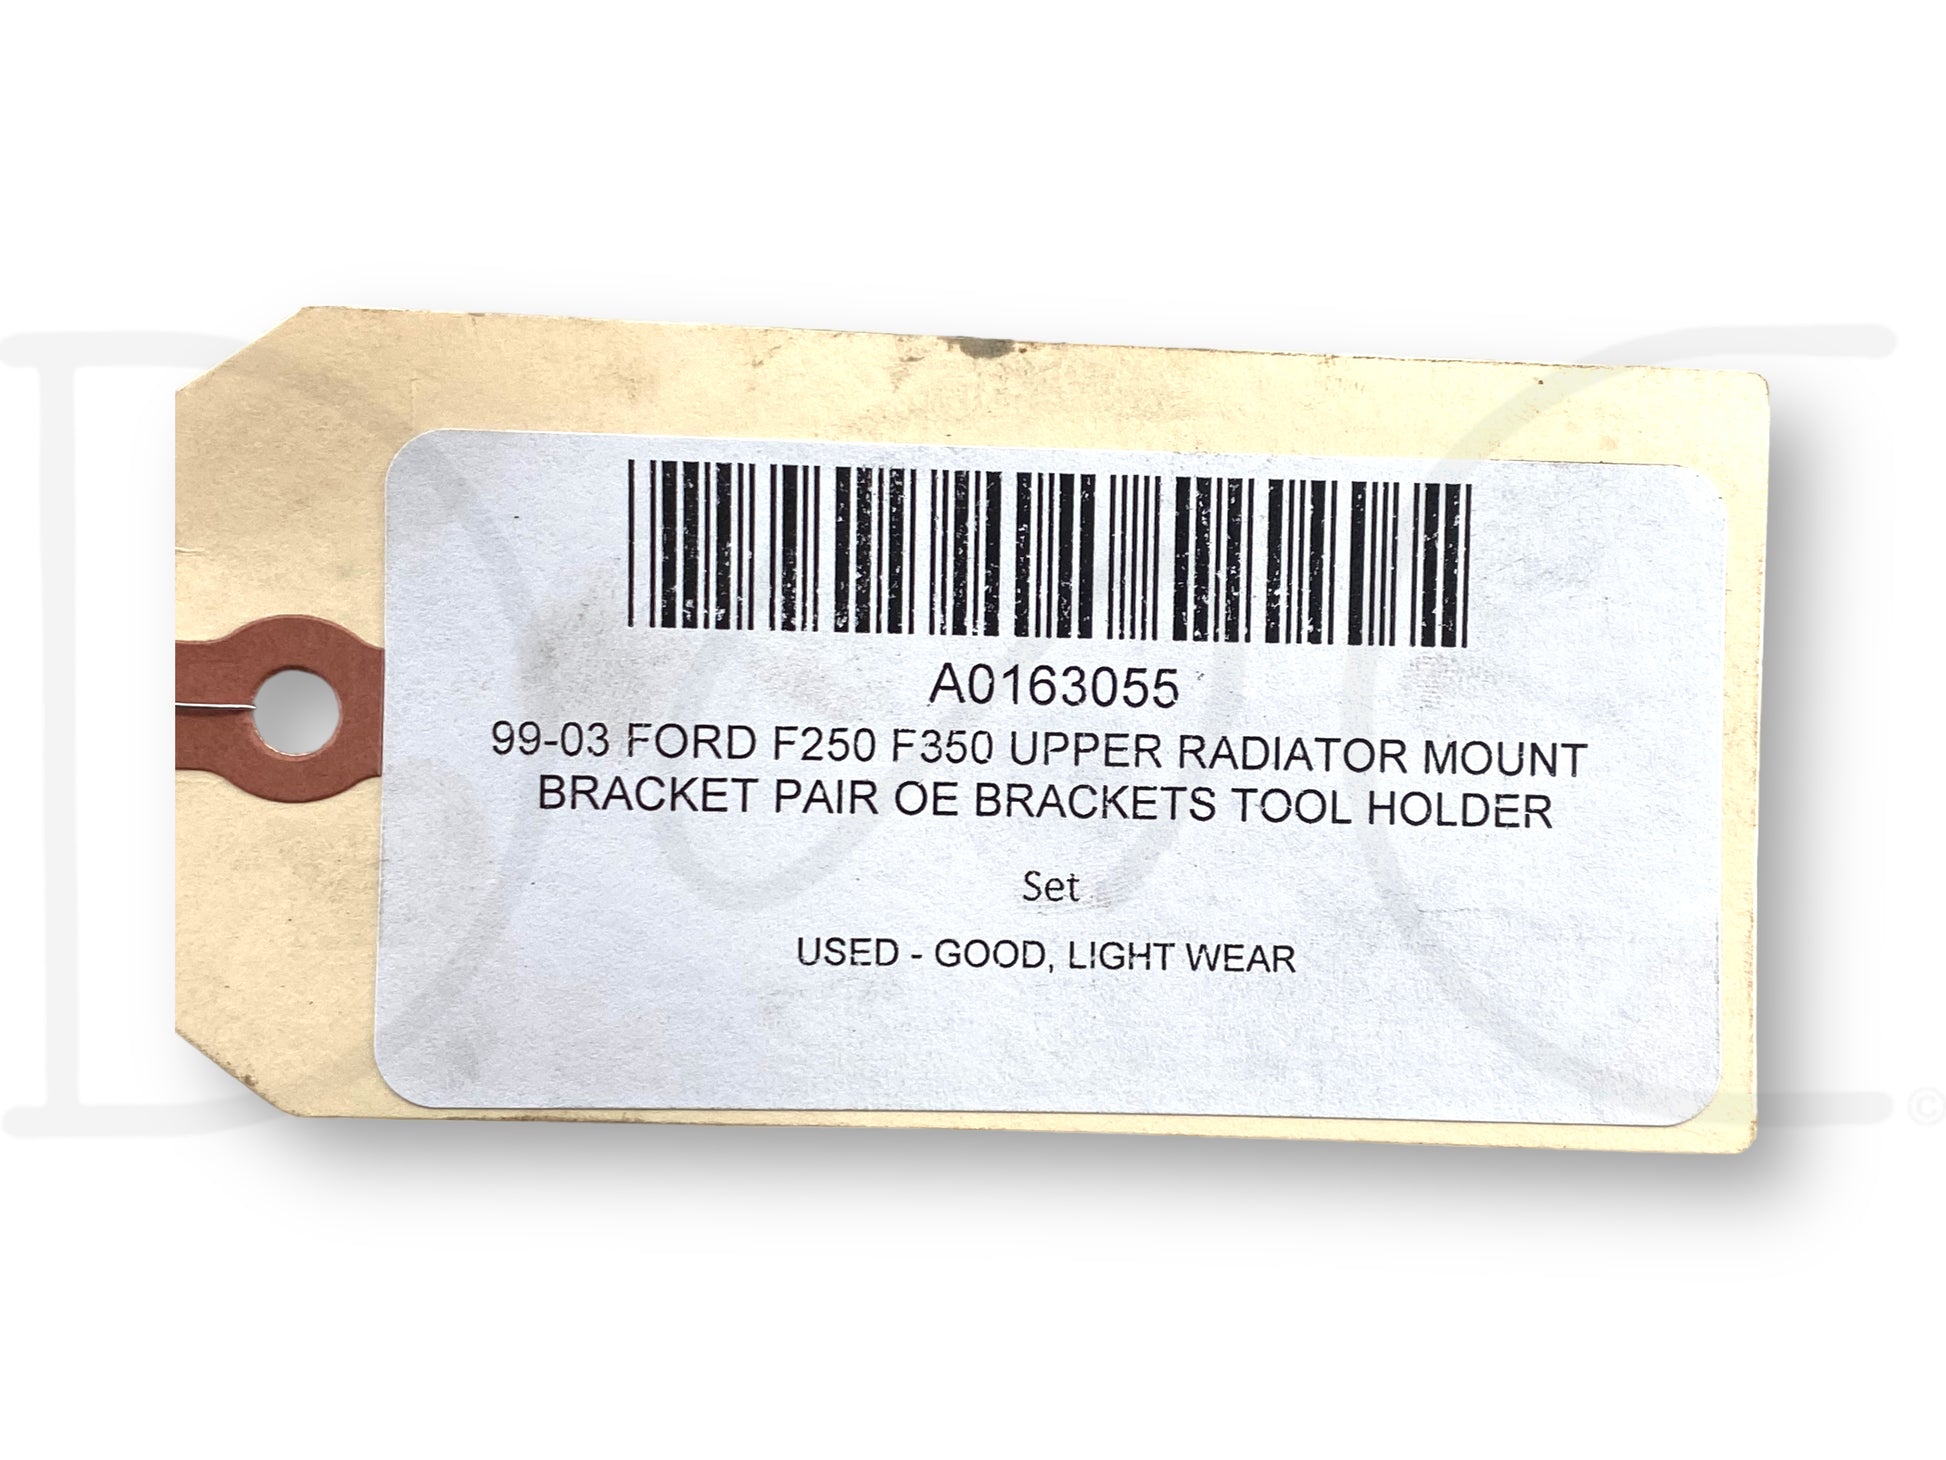 A0163055
99-03 FORD F250 F350 UPPER RADIATOR MOUNT
BRACKET PAIR OE BRACKETS TOOL HOLDER
Set
USED - GOOD, LIGHT WEAR
©